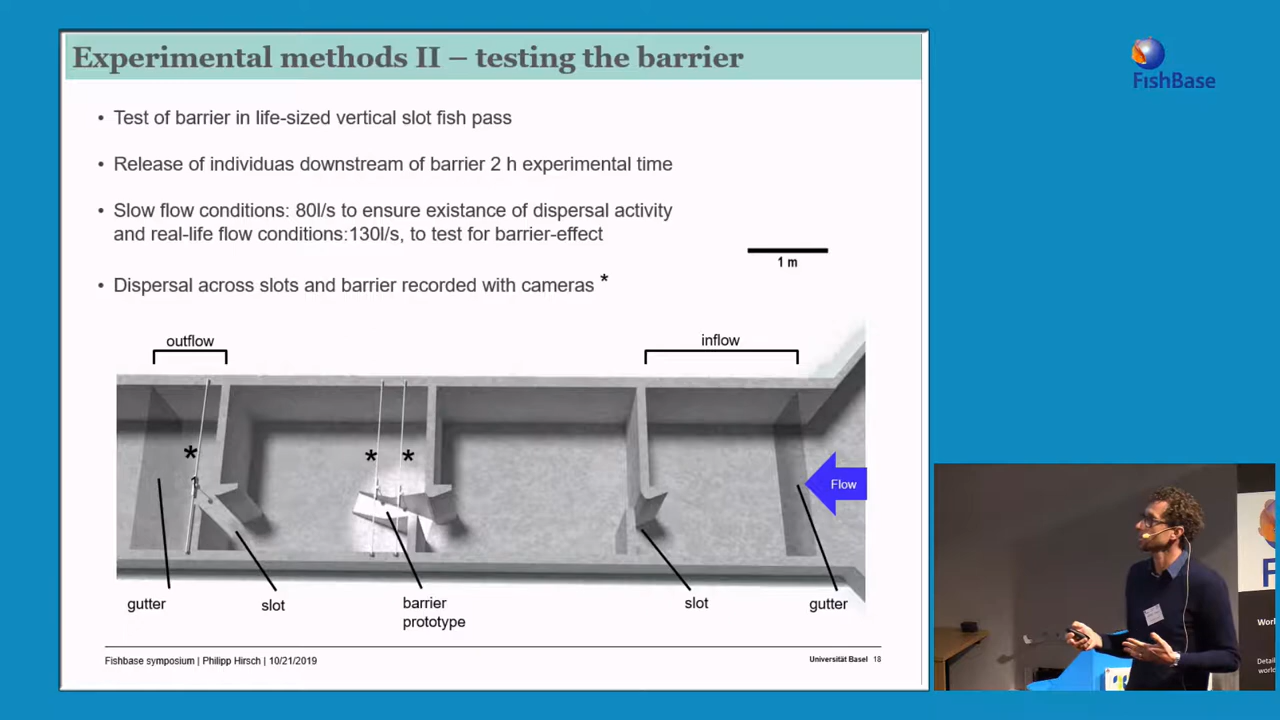 Experimental methods II – testing the barrier
• Test of barrier in life-sized vertical slot fish pass
• Release of individuas downstream of barrier 2 h experimental time
• Slow flow conditions: 80l/s to ensure existance of dispersal activity
and real-life flow conditions:130l/s, to test for barrier-effect
• Dispersal across slots and barrier recorded with cameras *
1 m
outflow
inflow
* * *
Flow
gutter
slot
barrier
prototype
slot
gutter
Fishbase symposium | Philipp Hirsch | 10/21/2019
Universität Basel 18
FishBase